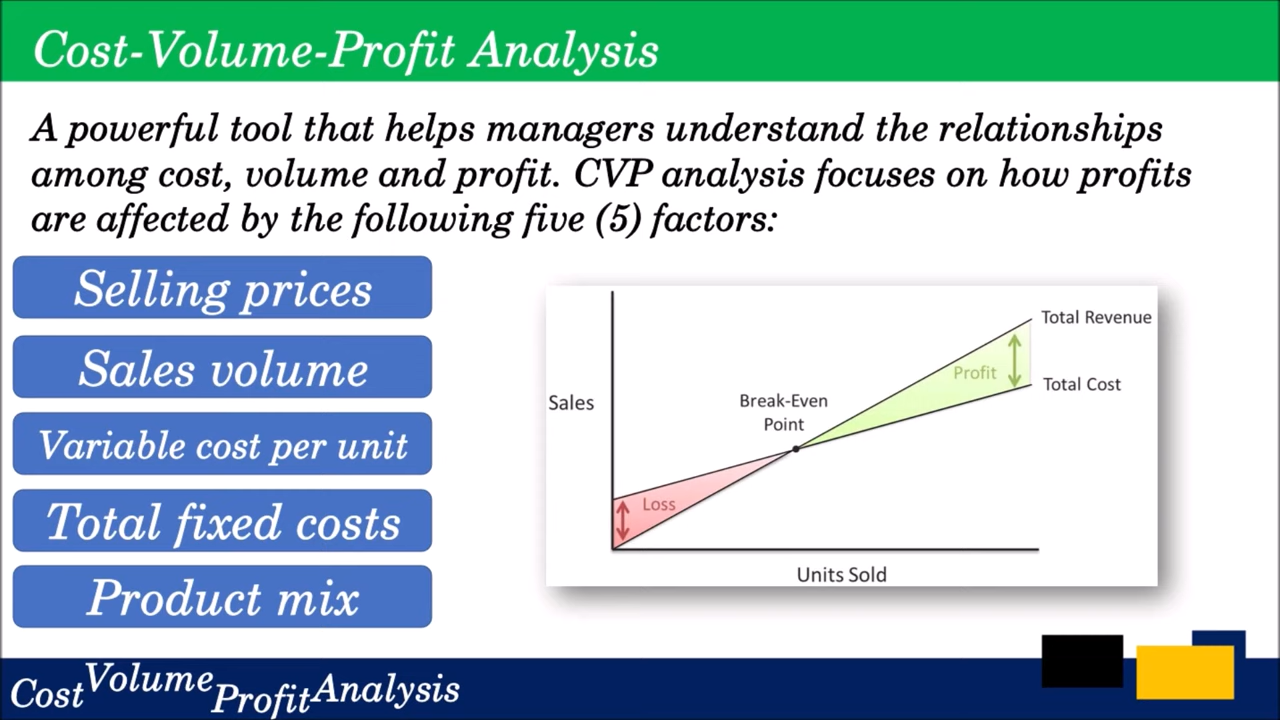 Cost-Volume-Profit Analysis
A powerful tool that helps managers understand the relationships
among cost, volume and profit. CVP analysis focuses on how profits
are affected by the following five (5) factors:
Selling prices
Sales volume
Variable cost per unit
Total fixed costs
Product mix
Total Revenue
Profit
Total Cost
Sales
Break-Even
Point
Loss
Units Sold
Cost Volume Profit Analysis